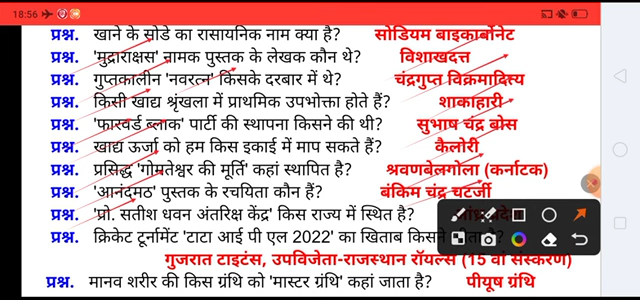 18:56
प्रश्न. खाने के सोडे का रासायनिक नाम क्या है? सोडियम बाइकार्बोनेट
प्रश्न. 'मुद्राराक्षस' नामक पुस्तक के लेखक कौन थे? विशाखदत्त
प्रश्न. गुप्तकालीन 'नवरत्न' किसके दरबार में थे? चंद्रगुप्त विक्रमादित्य
प्रश्न. किसी खाद्य श्रृंखला में प्राथमिक उपभोक्ता होते हैं? शाकाहारी
प्रश्न. 'फारवर्ड ब्लाक' पार्टी की स्थापना किसने की थी? सुभाष चंद्र बोस
प्रश्न. खाद्य ऊर्जा को हम किस इकाई में माप सकते हैं? कैलोरी
प्रश्न. प्रसिद्ध 'गोमतेश्वर की मूर्ति' कहां स्थापित है? श्रवणबेलगोला (कर्नाटक)
प्रश्न. 'आनंदमठ' पुस्तक के रचयिता कौन हैं? बंकिम चंद्र चटर्जी
प्रश्न. 'प्रो. सतीश धवन अंतरिक्ष केंद्र' किस राज्य में स्थित है?
प्रश्न. क्रिकेट टूर्नामेंट 'टाटा आई पी एल 2022' का खिताब किसने
गुजरात टाइटंस, उपविजेता-राजस्थान रॉयल्स (15 वां संस्करण)
प्रश्न. मानव शरीर की किस ग्रंथि को 'मास्टर ग्रंथि' कहां जाता है? पीयूष ग्रंथि